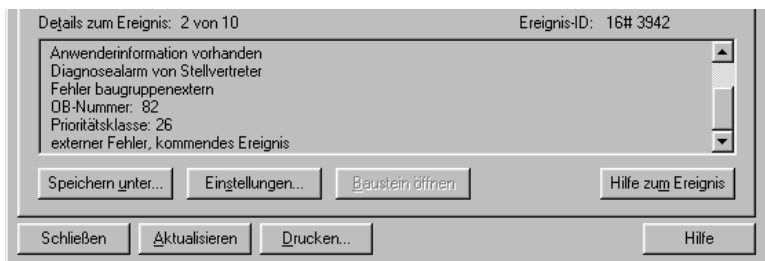 Details zum Ereignis: 2 von 10 Ereignis-ID: 16# 3942
Anwenderinformation vorhanden
Diagnosealarm von Stellvertreter
Fehler baugruppenextern
OB-Nummer: 82
Prioritätsklasse: 26
externer Fehler, kommendes Ereignis
Speichern unter... Einstellungen... Baustein öffnen Hilfe zum Ereignis
Schließen Aktualisieren Drucken... Hilfe